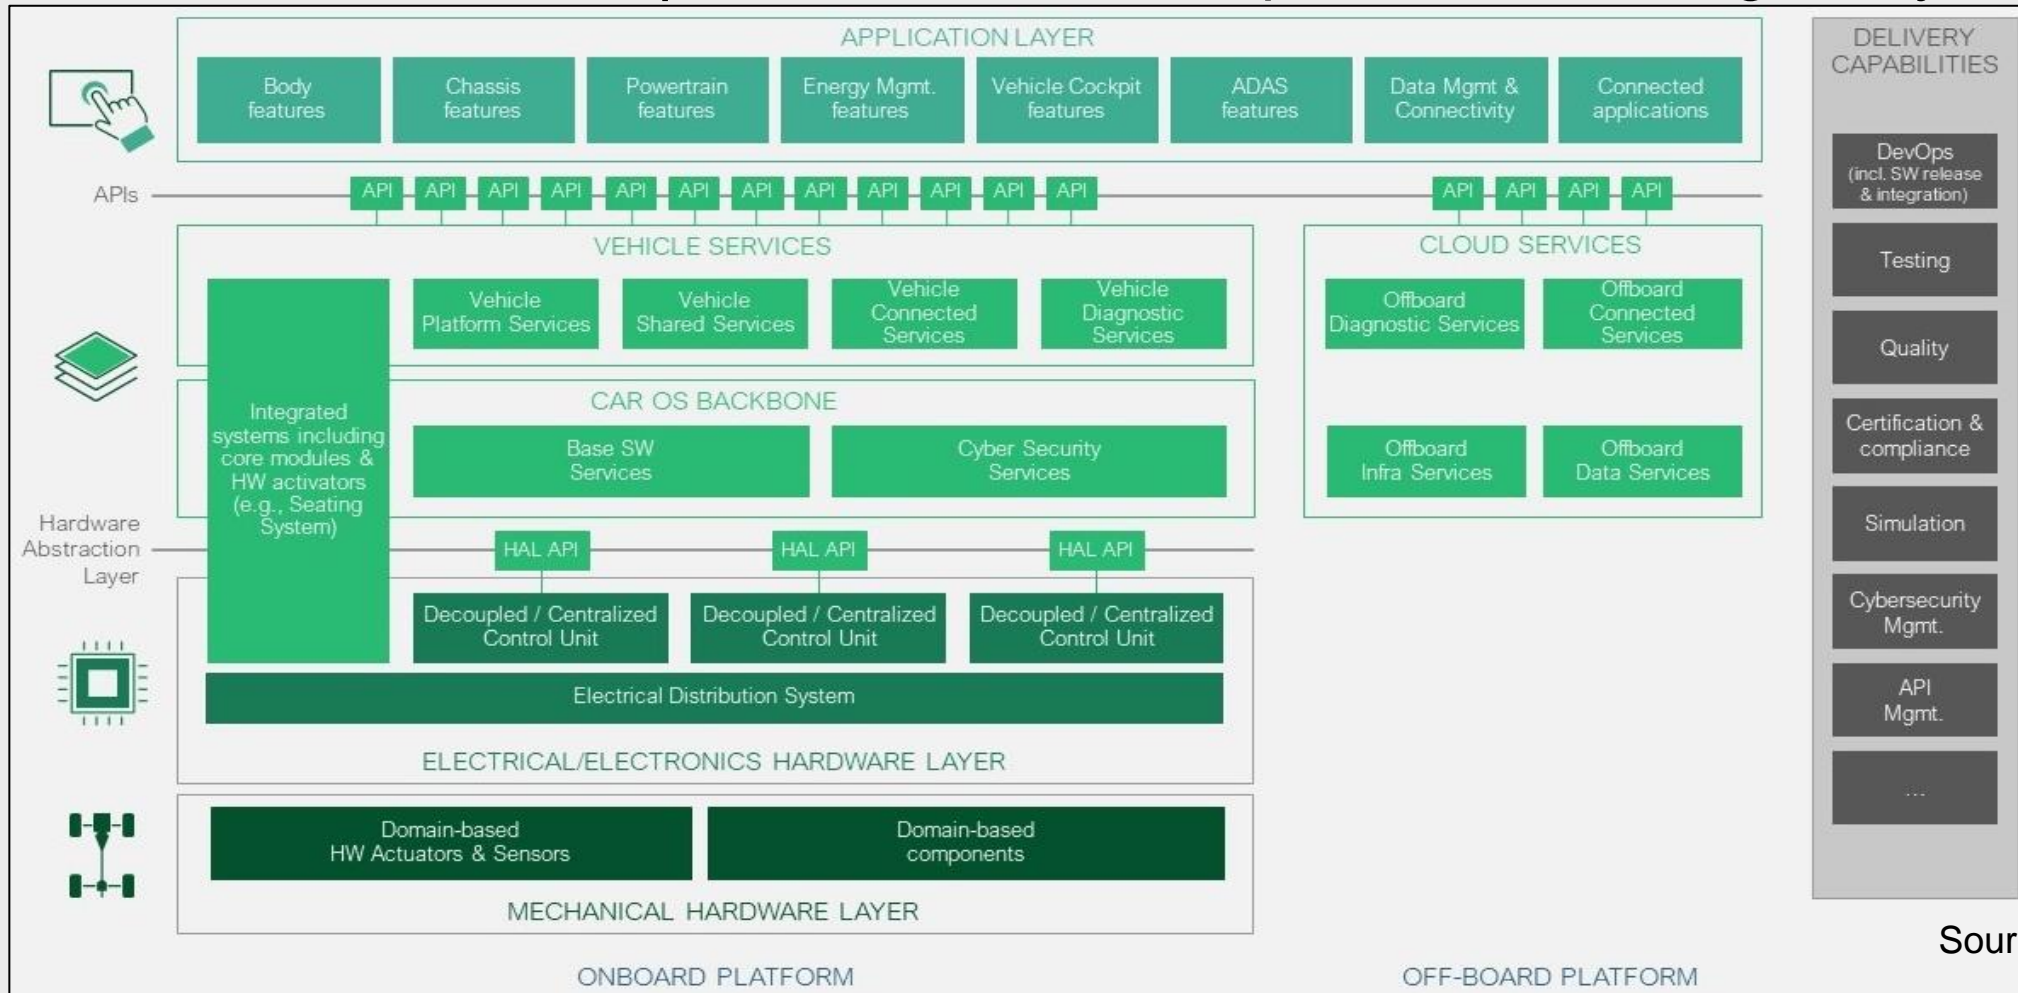 APPLICATION LAYER
Body
features
Chassis
features
Powertrain
features
Energy Mgmt.
features
Vehicle Cockpit
features
ADAS
features
Data Mgmt &
Connectivity
Connected
applications
APIs
API API API API API API API API API API API API
API API API API
VEHICLE SERVICES
Vehicle
Platform Services
Vehicle
Shared Services
Vehicle
Connected
Services
Vehicle
Diagnostic
Services
CAR OS BACKBONE
Integrated
systems including
core modules &
HW activators
(e.g., Seating
System)
Base SW
Services
Cyber Security
Services
CLOUD SERVICES
Offboard
Diagnostic Services
Offboard
Connected
Services
Offboard
Infra Services
Offboard
Data Services
Hardware
Abstraction
Layer
HAL API HAL API HAL API
Decoupled / Centralized
Control Unit
Decoupled / Centralized
Control Unit
Decoupled / Centralized
Control Unit
Electrical Distribution System
ELECTRICAL/ELECTRONICS HARDWARE LAYER
Domain-based
HW Actuators & Sensors
Domain-based
components
MECHANICAL HARDWARE LAYER
ONBOARD PLATFORM
OFF-BOARD PLATFORM
DELIVERY
CAPABILITIES
DevOps
(incl. SW release
& integration)
Testing
Quality
Certification &
compliance
Simulation
Cybersecurity
Mgmt.
API
Mgmt.
...
Sour